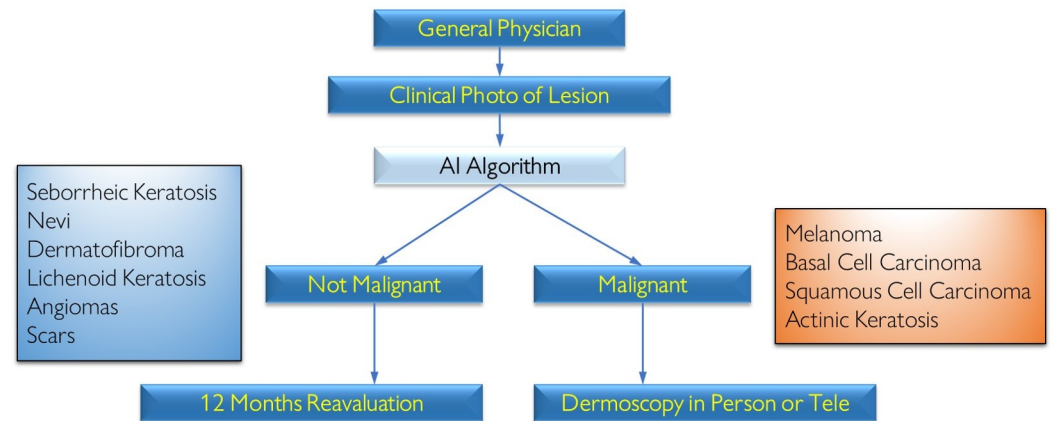 General Physician
Clinical Photo of Lesion
AI Algorithm
Seborrheic Keratosis
Nevi
Dermatofibroma
Lichenoid Keratosis
Angiomas
Scars
Not Malignant
Malignant
Melanoma
Basal Cell Carcinoma
Squamous Cell Carcinoma
Actinic Keratosis
12 Months Reavaluation
Dermoscopy in Person or Tele